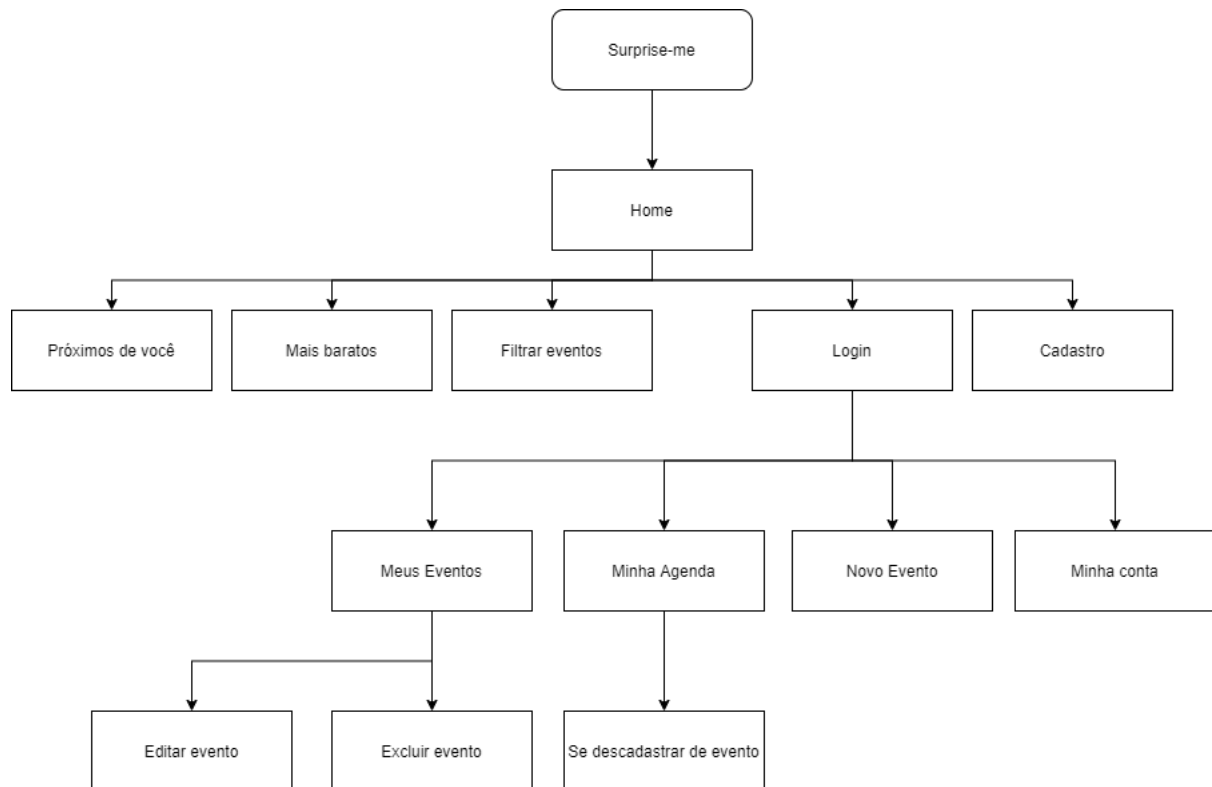 Surprise-me
Home
Próximos de você
Mais baratos
Filtrar eventos
Login
Cadastro
Meus Eventos
Minha Agenda
Novo Evento
Minha conta
Editar evento
Excluir evento
Se descadastrar de evento